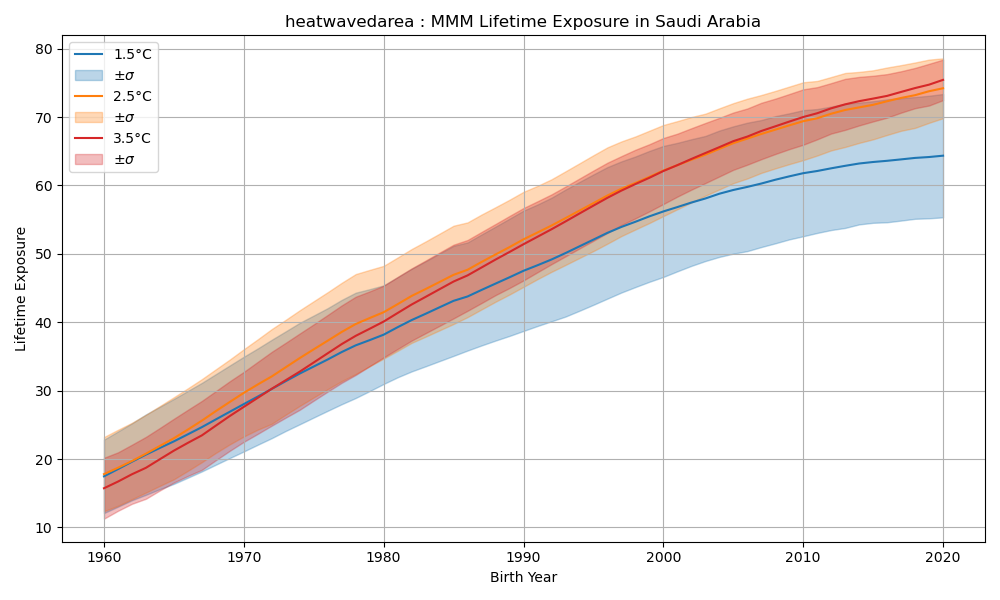 heatwavedarea : MMM Lifetime Exposure in Saudi Arabia
1.5°C
±σ
2.5°C
±σ
3.5°C
±σ
Lifetime Exposure
80
70
60
50
40
30
20
10
1960 1970 1980 1990 2000 2010 2020
Birth Year